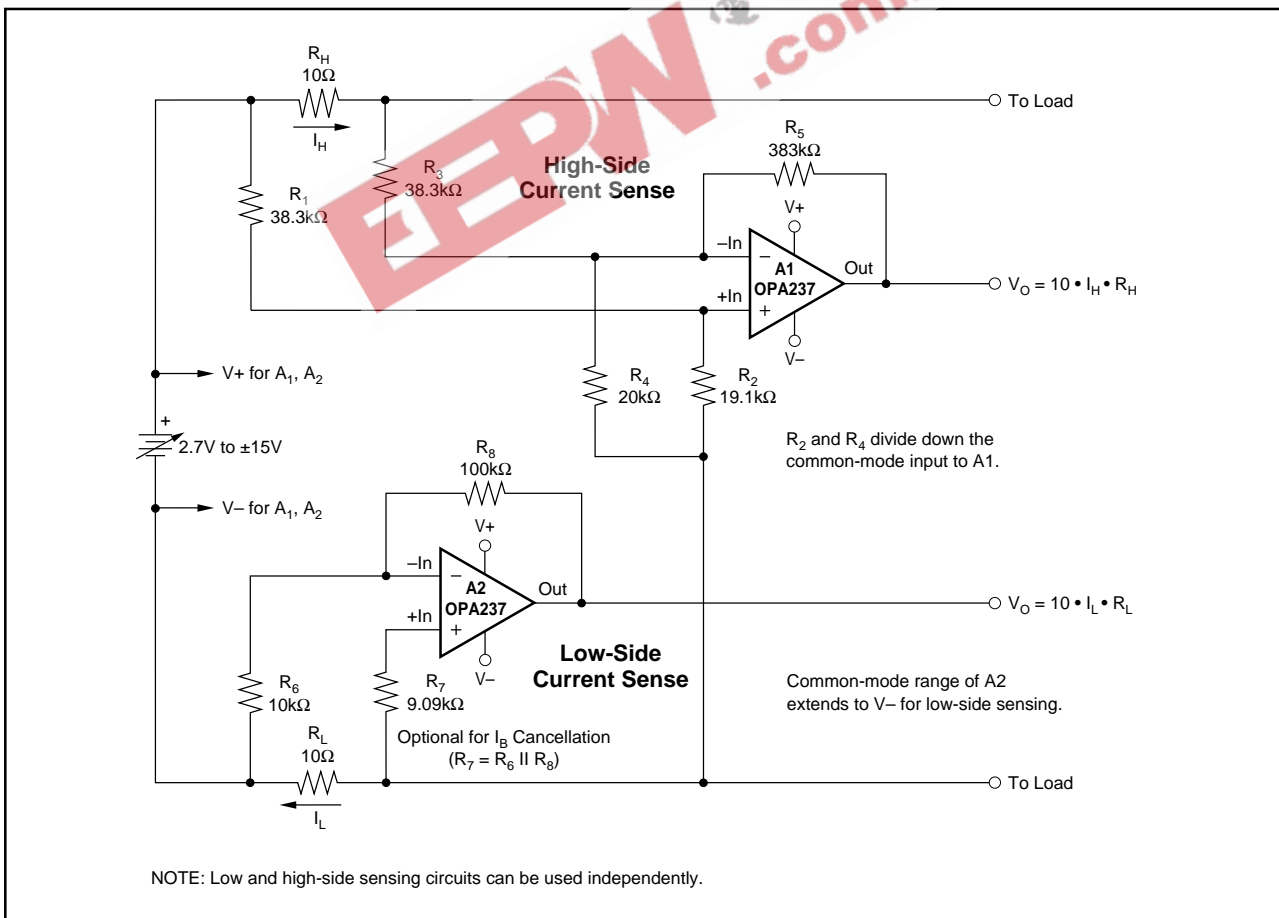 EEPW .com
R_H
10Ω
I_H
To Load
R_5
383kΩ
High-Side
Current Sense
R_3
38.3kΩ
R_1
38.3kΩ
V+
–In
A1
OPA237
Out
+In
V–
V_O = 10 • I_H • R_H
V+ for A_1, A_2
R_4
20kΩ
R_2
19.1kΩ
+
2.7V to ±15V
R_2 and R_4 divide down the
common-mode input to A1.
R_8
100kΩ
V– for A_1, A_2
V+
–In
A2
OPA237
Out
+In
V–
V_O = 10 • I_L • R_L
Low-Side
Current Sense
R_6
10kΩ
R_7
9.09kΩ
Common-mode range of A2
extends to V– for low-side sensing.
Optional for I_B Cancellation
(R_7 = R_6 II R_8)
R_L
10Ω
I_L
To Load
NOTE: Low and high-side sensing circuits can be used independently.